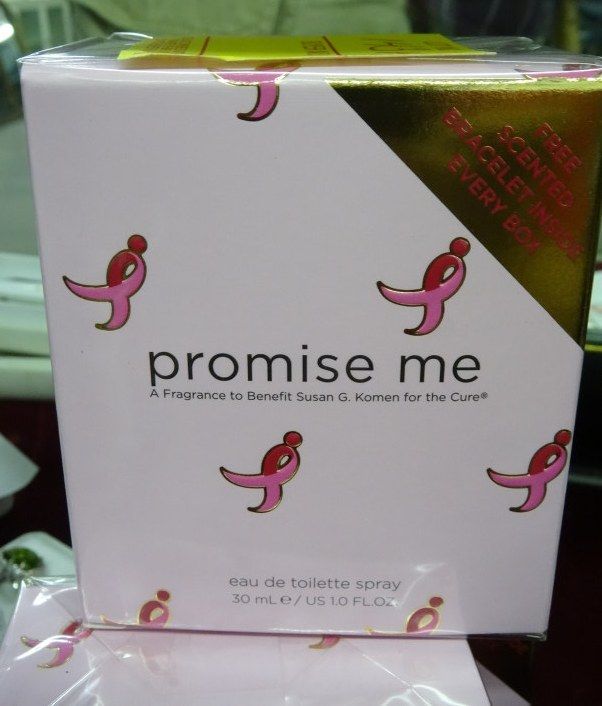 FREE
SCENTED
BRACELET INSIDE
EVERY BOX
promise me
A Fragrance to Benefit Susan G. Komen for the Cure®
eau de toilette spray
30 mL ℮ / US 1.0 FL.OZ.